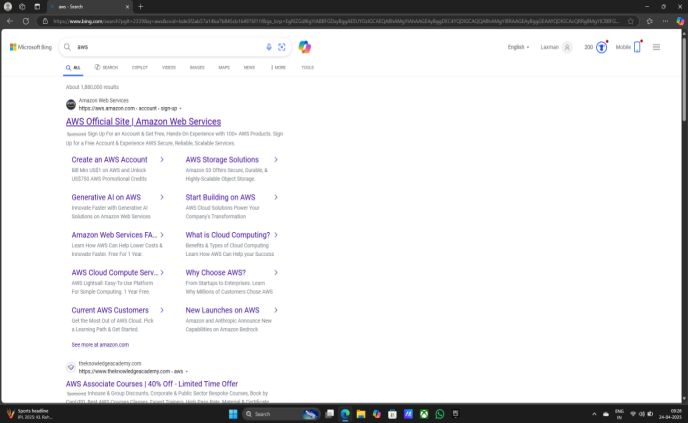 aws - Search
https://www.bing.com/search?
Microsoft Bing
aws
English
Laxman
200
Mobile
ALL
SEARCH
COPILOT
VIDEOS
IMAGES
MAPS
NEWS
MORE
TOOLS
About 1,880,000 results
Amazon Web Services
https://aws.amazon.com › account › sign-up
AWS Official Site | Amazon Web Services
Sponsored Sign Up For an Account & Get Free, Hands-On Experience with 100+ AWS Products. Sign
Up for a Free Account & Experience AWS Secure, Reliable, Scalable Services.
Create an AWS Account
Bill Min US$1 on AWS and Unlock
US$750 AWS Promotional Credits
AWS Storage Solutions
Amazon S3 Offers Secure, Durable, &
Highly-Scalable Object Storage.
Generative AI on AWS
Innovate Faster with Generative AI
Solutions on Amazon Web Services
Start Building on AWS
AWS Cloud Solutions Power Your
Company's Transformation
Amazon Web Services FA...
Learn How AWS Can Help Lower Costs &
Innovate Faster. Free For 1 Year.
What is Cloud Computing?
Benefits & Types of Cloud Computing
Learn How AWS Can Help your Success
AWS Cloud Compute Serv...
AWS Lightsail: Easy-To-Use Platform
For Simple Computing. 1 Year Free.
Why Choose AWS?
From Startups to Enterprises. Learn
Why Millions of Customers Chose AWS
Current AWS Customers
Get the Most Out of AWS Cloud. Pick
a Learning Path & Get Started.
New Launches on AWS
Amazon and Anthropic Announce New
Capabilities on Amazon Bedrock
See more at amazon.com
theknowledgeacademy.com
https://www.theknowledgeacademy.com › aws
AWS Associate Courses | 40% Off - Limited Time Offer
Sponsored Inhouse & Group Discounts, Corporate & Public Sector Bespoke Courses, Book by
Sports headline
IPL 2025: KL Rah...
Search
ENG
IN
09:28
24-04-2025